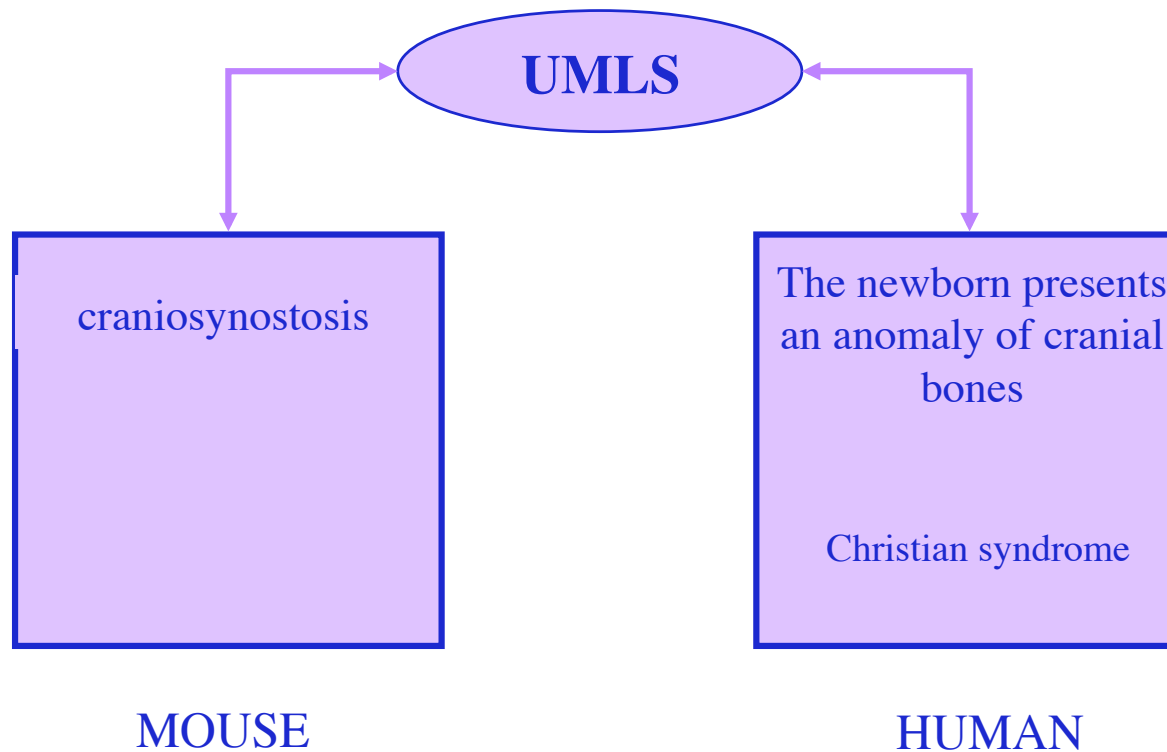 UMLS
craniosynostosis
The newborn presents
an anomaly of cranial
bones
Christian syndrome
MOUSE
HUMAN